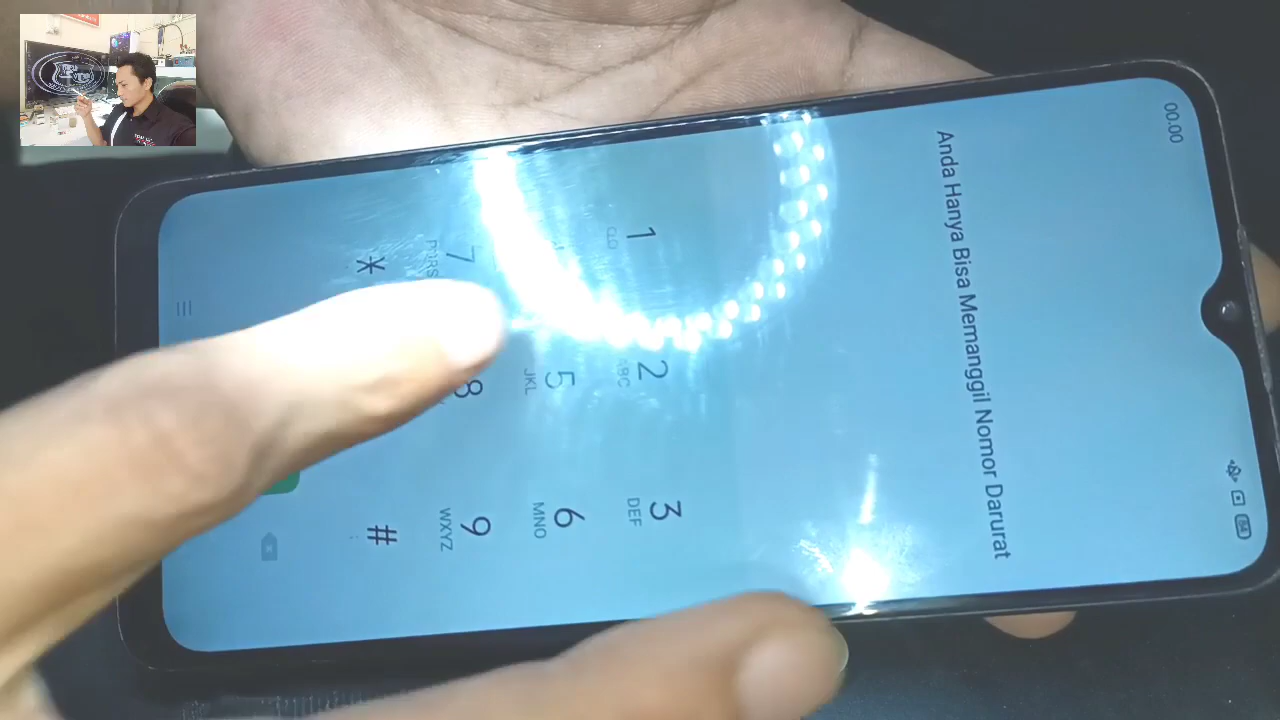 00.00
Anda Hanya Bisa Memanggil Nomor Darurat
1
2
ABC
3
DEF
5
JKL
6
MNO
7
PQRS
8
9
WXYZ
*
#